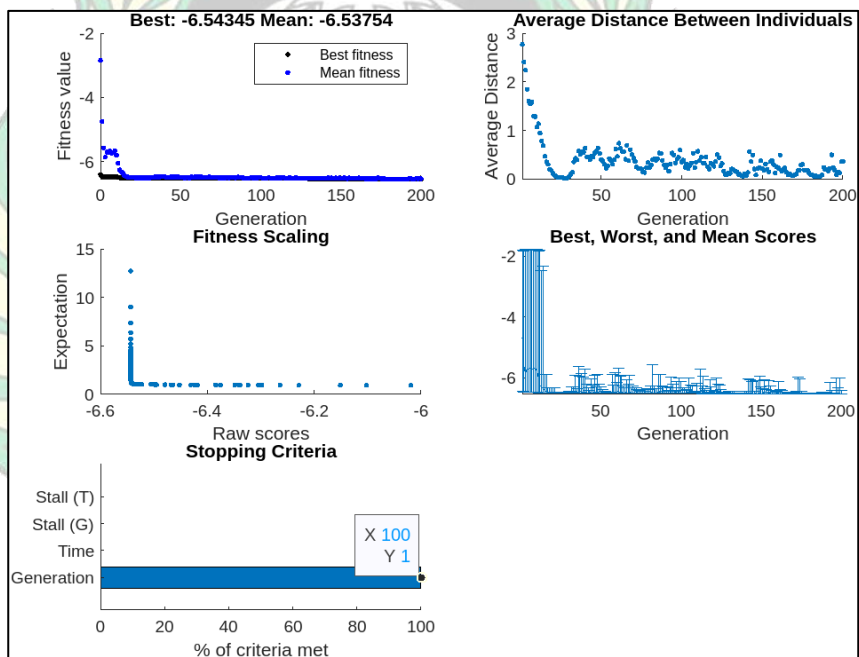 Best: -6.54345 Mean: -6.53754
-2
-4
-6
Fitness value
Best fitness
Mean fitness
0 50 100 150 200
Generation
Average Distance Between Individuals
3
2
1
0
Average Distance
50 100 150 200
Generation
Fitness Scaling
15
10
5
0
Expectation
-6.6 -6.4 -6.2 -6
Raw scores
Best, Worst, and Mean Scores
-2
-4
-6
50 100 150 200
Generation
Stopping Criteria
Stall (T)
Stall (G)
Time
Generation
X 100
Y 1
0 20 40 60 80 100
% of criteria met